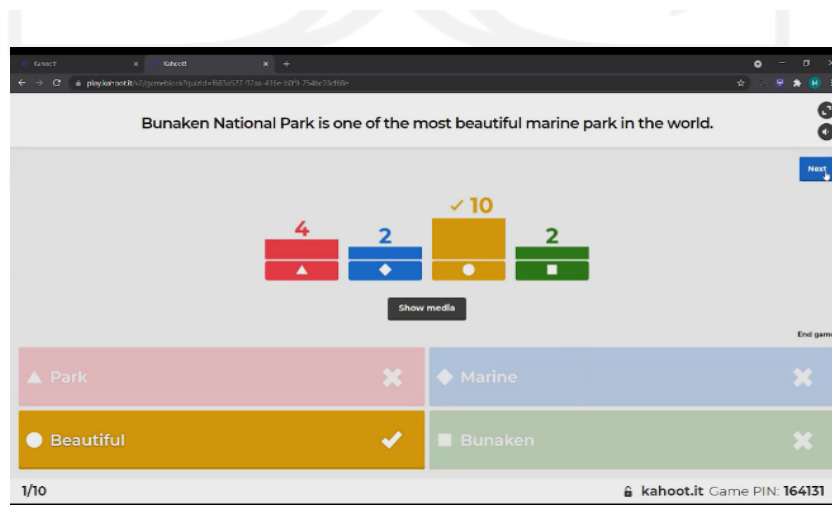 Kahoot!
Kahoot!
Bunaken National Park is one of the most beautiful marine park in the world.
Next
4
2
10
2
Show media
End game
Park
Marine
Beautiful
Bunaken
1/10
kahoot.it Game PIN: 164131